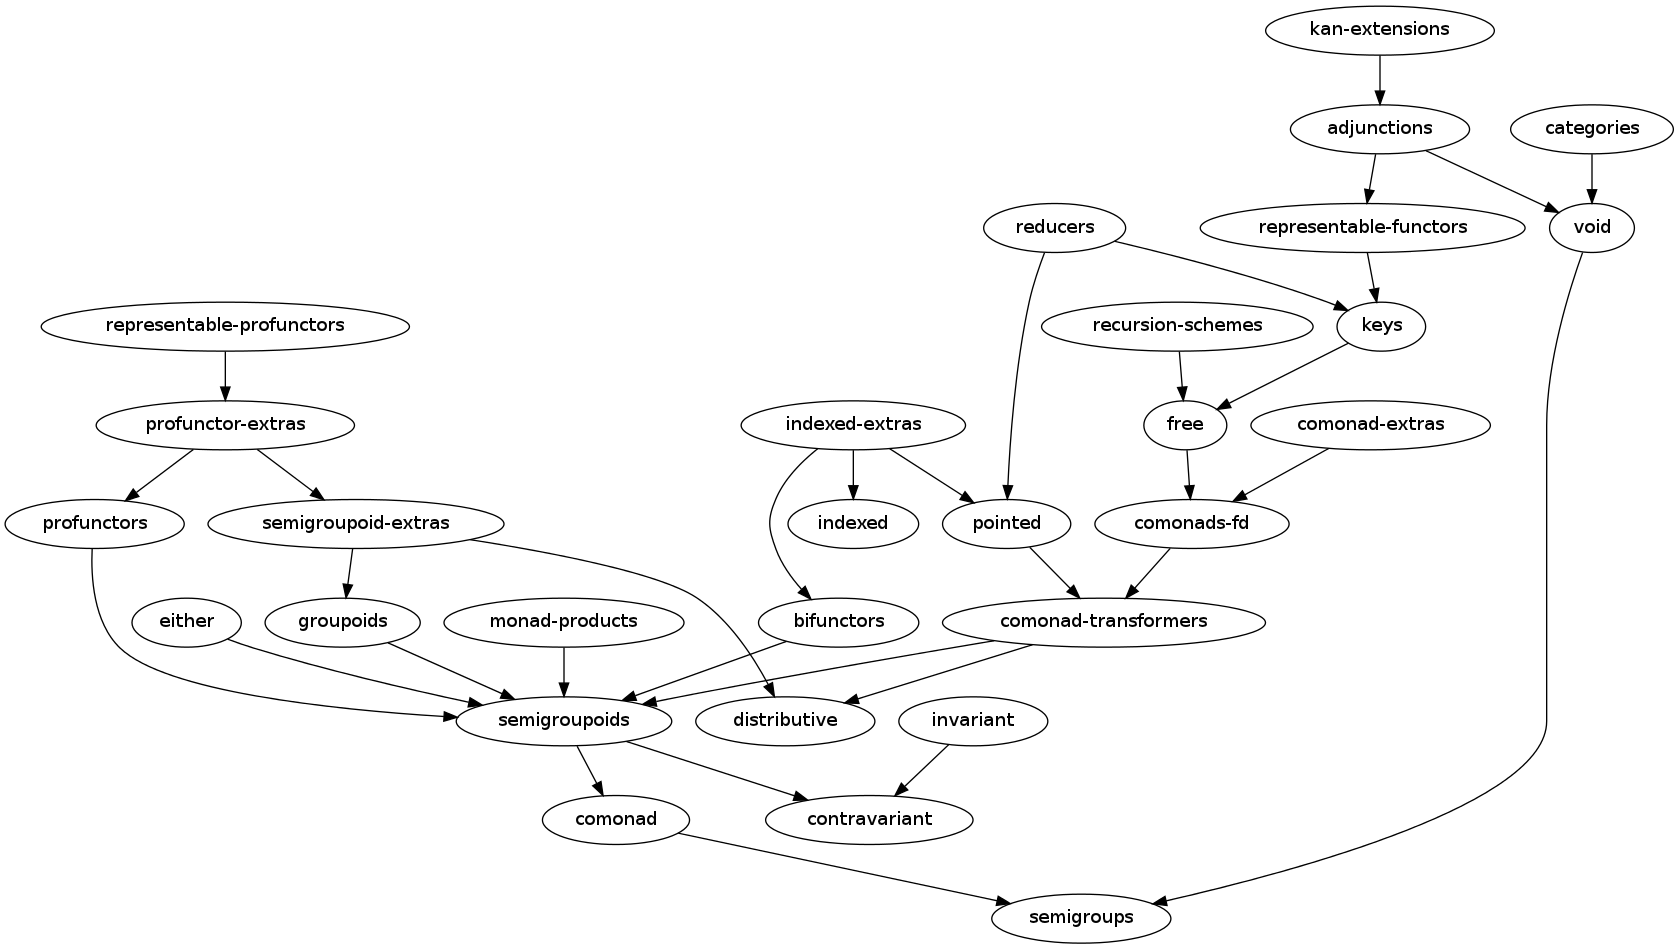 kan-extensions
adjunctions
categories
reducers
representable-functors
void
representable-profunctors
recursion-schemes
keys
profunctor-extras
indexed-extras
free
comonad-extras
profunctors
semigroupoid-extras
indexed
pointed
comonads-fd
either
groupoids
monad-products
bifunctors
comonad-transformers
semigroupoids
distributive
invariant
comonad
contravariant
semigroups